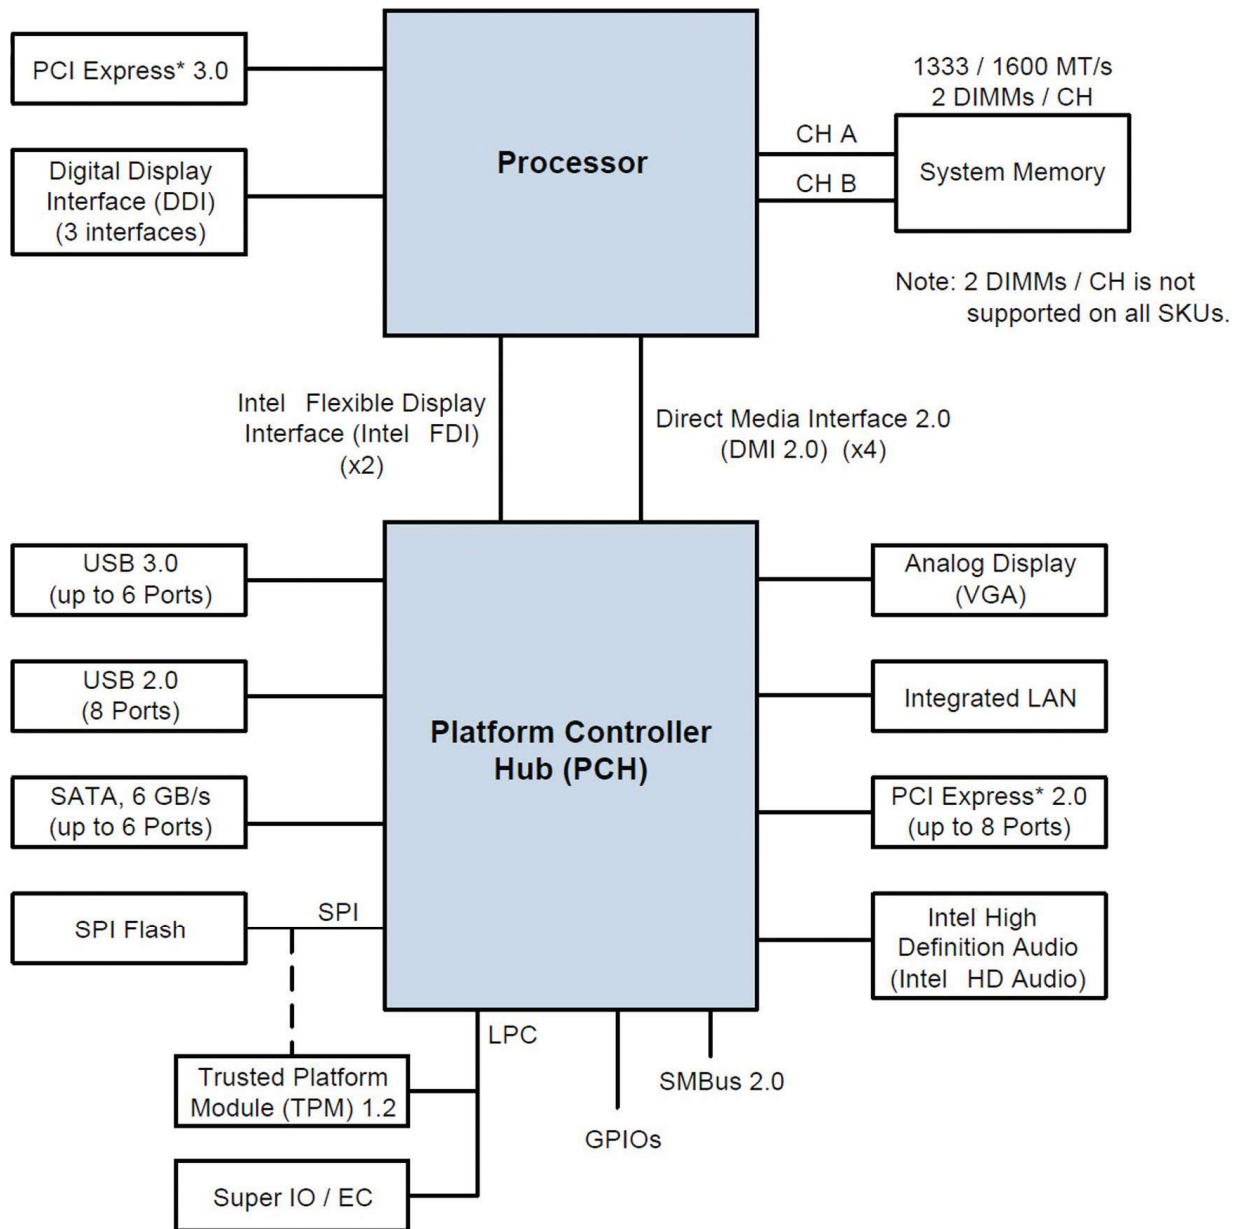 PCI Express* 3.0
Digital Display
Interface (DDI)
(3 interfaces)
Processor
CH A
CH B
1333 / 1600 MT/s
2 DIMMs / CH
System Memory
Note: 2 DIMMs / CH is not
supported on all SKUs.
Intel Flexible Display
Interface (Intel FDI)
(x2)
Direct Media Interface 2.0
(DMI 2.0) (x4)
USB 3.0
(up to 6 Ports)
USB 2.0
(8 Ports)
SATA, 6 GB/s
(up to 6 Ports)
SPI Flash
SPI
Platform Controller
Hub (PCH)
Analog Display
(VGA)
Integrated LAN
PCI Express* 2.0
(up to 8 Ports)
Intel High
Definition Audio
(Intel HD Audio)
LPC
Trusted Platform
Module (TPM) 1.2
Super IO / EC
SMBus 2.0
GPIOs